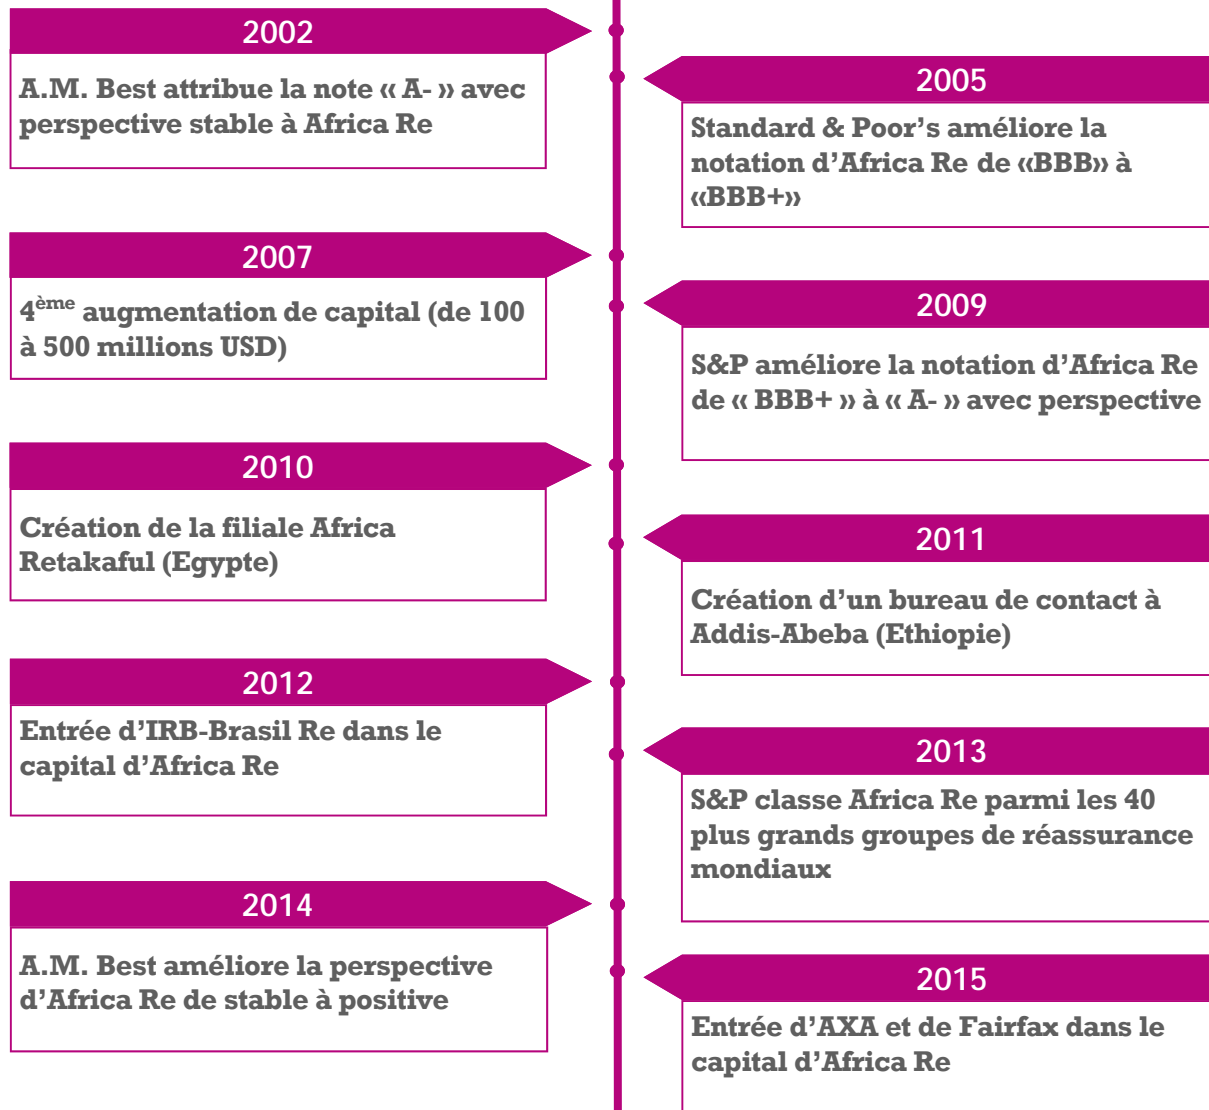 2002
A.M. Best attribue la note « A- » avec
perspective stable à Africa Re
2005
Standard & Poor’s améliore la
notation d’Africa Re de «BBB» à
«BBB+»
2007
4ème augmentation de capital (de 100
à 500 millions USD)
2009
S&P améliore la notation d’Africa Re
de « BBB+ » à « A- » avec perspective
2010
Création de la filiale Africa
Retakaful (Egypte)
2011
Création d’un bureau de contact à
Addis-Abeba (Ethiopie)
2012
Entrée d’IRB-Brasil Re dans le
capital d’Africa Re
2013
S&P classe Africa Re parmi les 40
plus grands groupes de réassurance
mondiaux
2014
A.M. Best améliore la perspective
d’Africa Re de stable à positive
2015
Entrée d’AXA et de Fairfax dans le
capital d’Africa Re